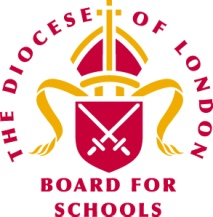 THE DIOCESE OF LONDON
BOARD FOR
SCHOOLS